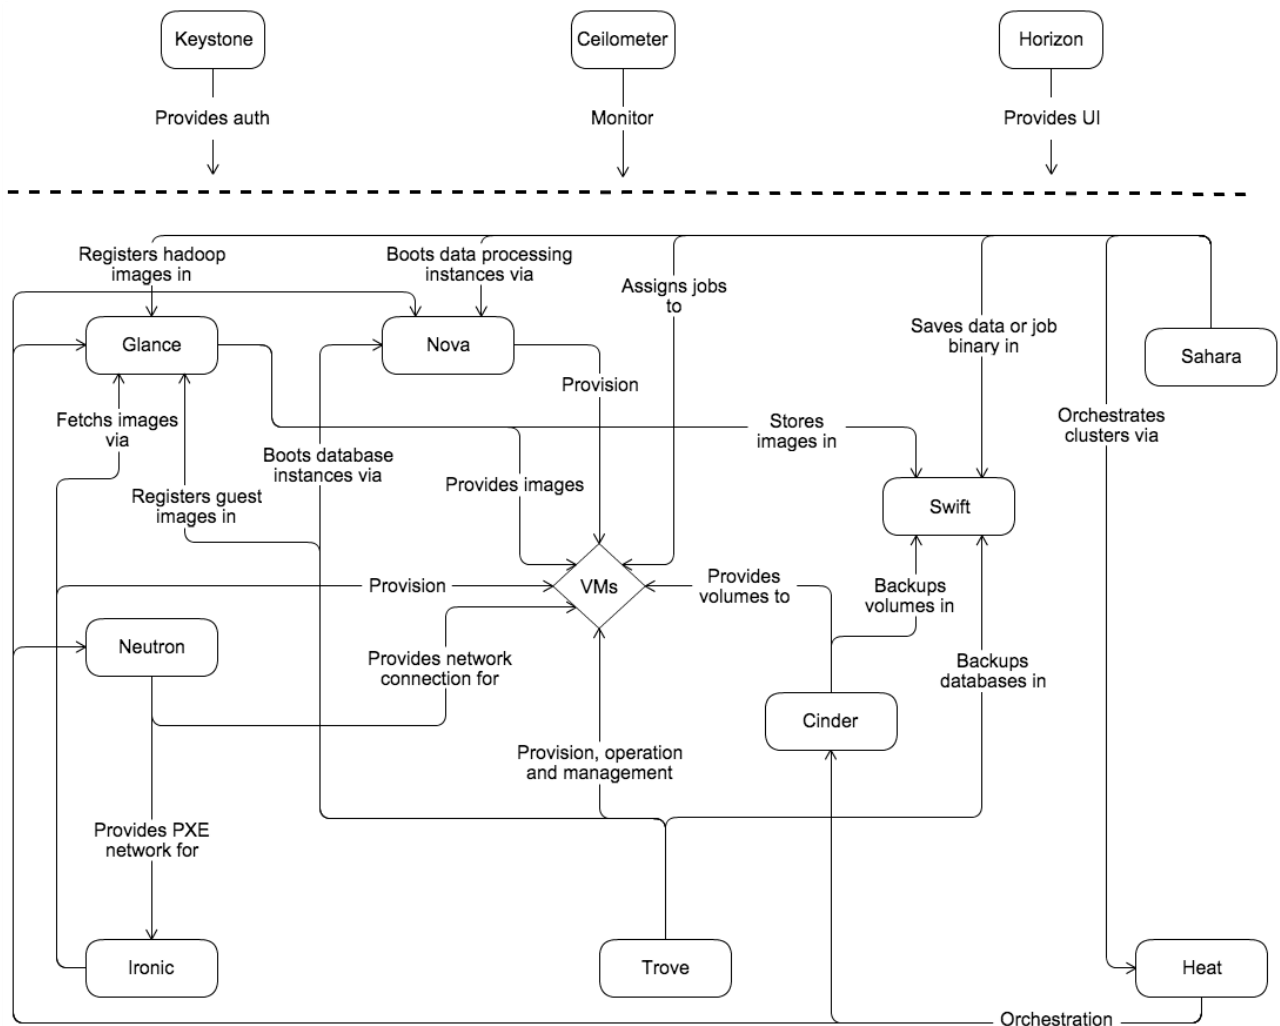 Keystone
Ceilometer
Horizon
Provides auth
Monitor
Provides UI
Registers hadoop
images in
Boots data processing
instances via
Assigns jobs
to
Saves data or job
binary in
Glance
Nova
Sahara
Provision
Fetchs images
via
Stores
images in
Orchestrates
clusters via
Boots database
instances via
Provides images
Registers guest
images in
Swift
Provision
VMs
Provides
volumes to
Backups
volumes in
Neutron
Provides network
connection for
Backups
databases in
Cinder
Provision, operation
and management
Provides PXE
network for
Ironic
Trove
Heat
Orchestration